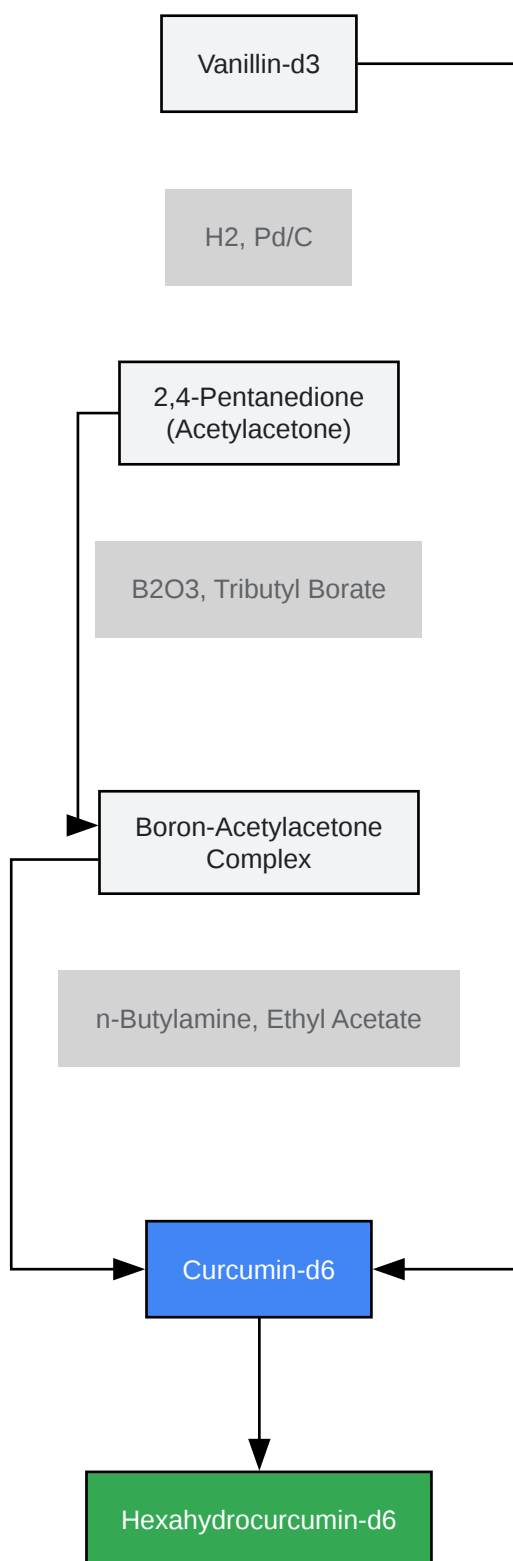 Vanillin-d3
H2, Pd/C
2,4-Pentanedione
(Acetylacetone)
B2O3, Tributyl Borate
Boron-Acetylacetone
Complex
n-Butylamine, Ethyl Acetate
Curcumin-d6
Hexahydrocurcumin-d6